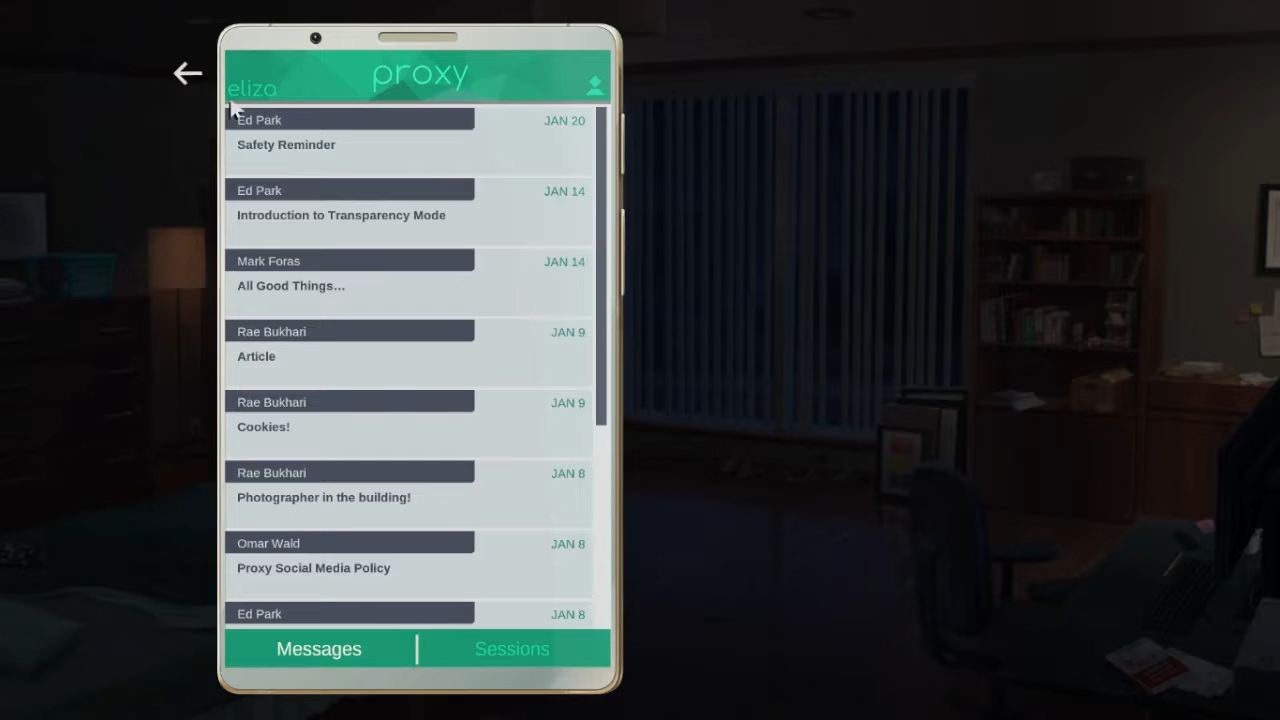 proxy
eliza
Ed Park
JAN 20
Safety Reminder
Ed Park
JAN 14
Introduction to Transparency Mode
Mark Foras
JAN 14
All Good Things...
Rae Bukhari
JAN 9
Article
Rae Bukhari
JAN 9
Cookies!
Rae Bukhari
JAN 8
Photographer in the building!
Omar Wald
JAN 8
Proxy Social Media Policy
Ed Park
JAN 8
Messages
Sessions